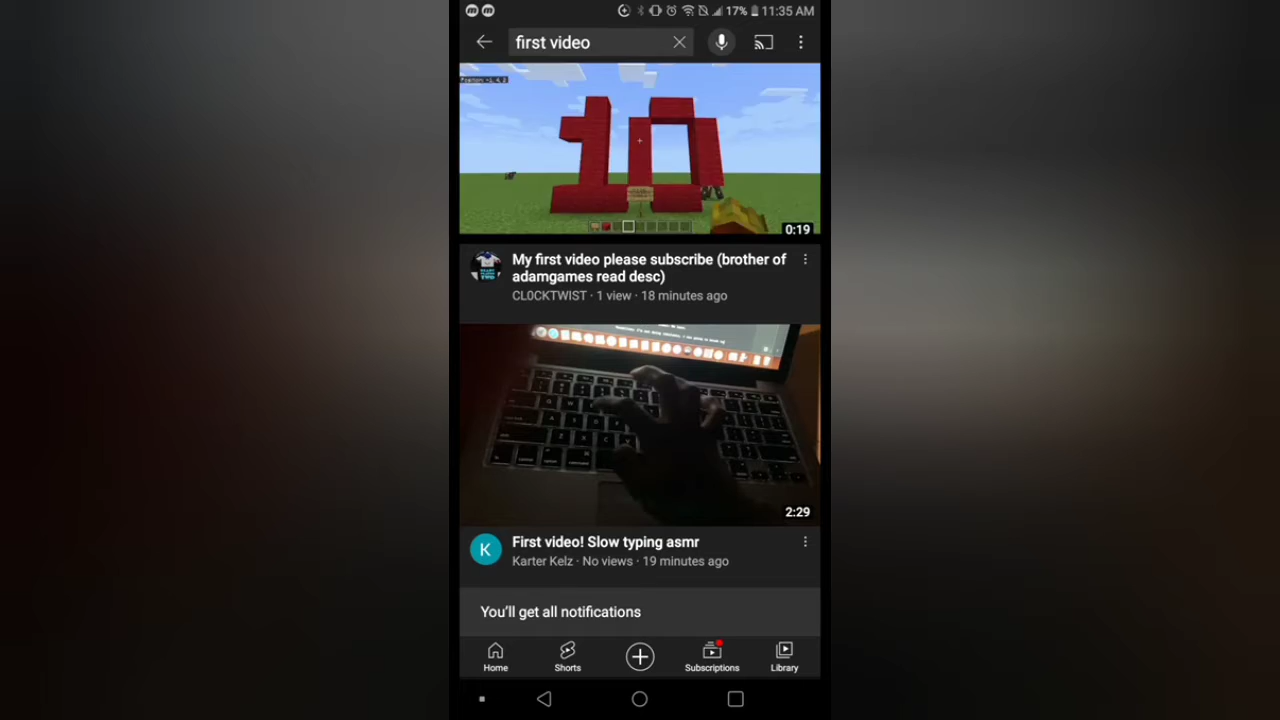 17% 11:35 AM
first video
0:19
My first video please subscribe (brother of
adamgames read desc)
CL0CKTWIST · 1 view · 18 minutes ago
2:29
K
First video! Slow typing asmr
Karter Kelz · No views · 19 minutes ago
You'll get all notifications
Home
Shorts
Subscriptions
Library